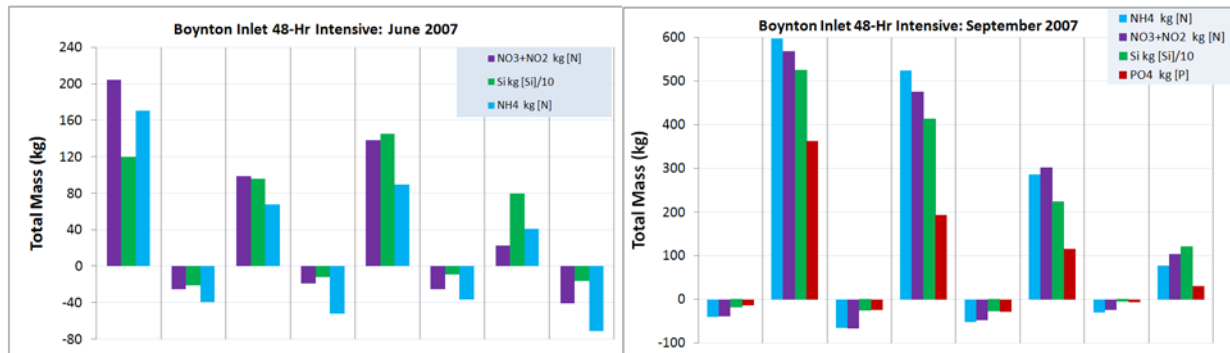 Boynton Inlet 48-Hr Intensive: June 2007
Total Mass (kg)
240
200
160
120
80
40
0
-40
-80
NO3+NO2 kg [N]
Si kg [Si]/10
NH4 kg [N]
Boynton Inlet 48-Hr Intensive: September 2007
Total Mass (kg)
600
500
400
300
200
100
0
-100
NH4 kg [N]
NO3+NO2 kg [N]
Si kg [Si]/10
PO4 kg [P]